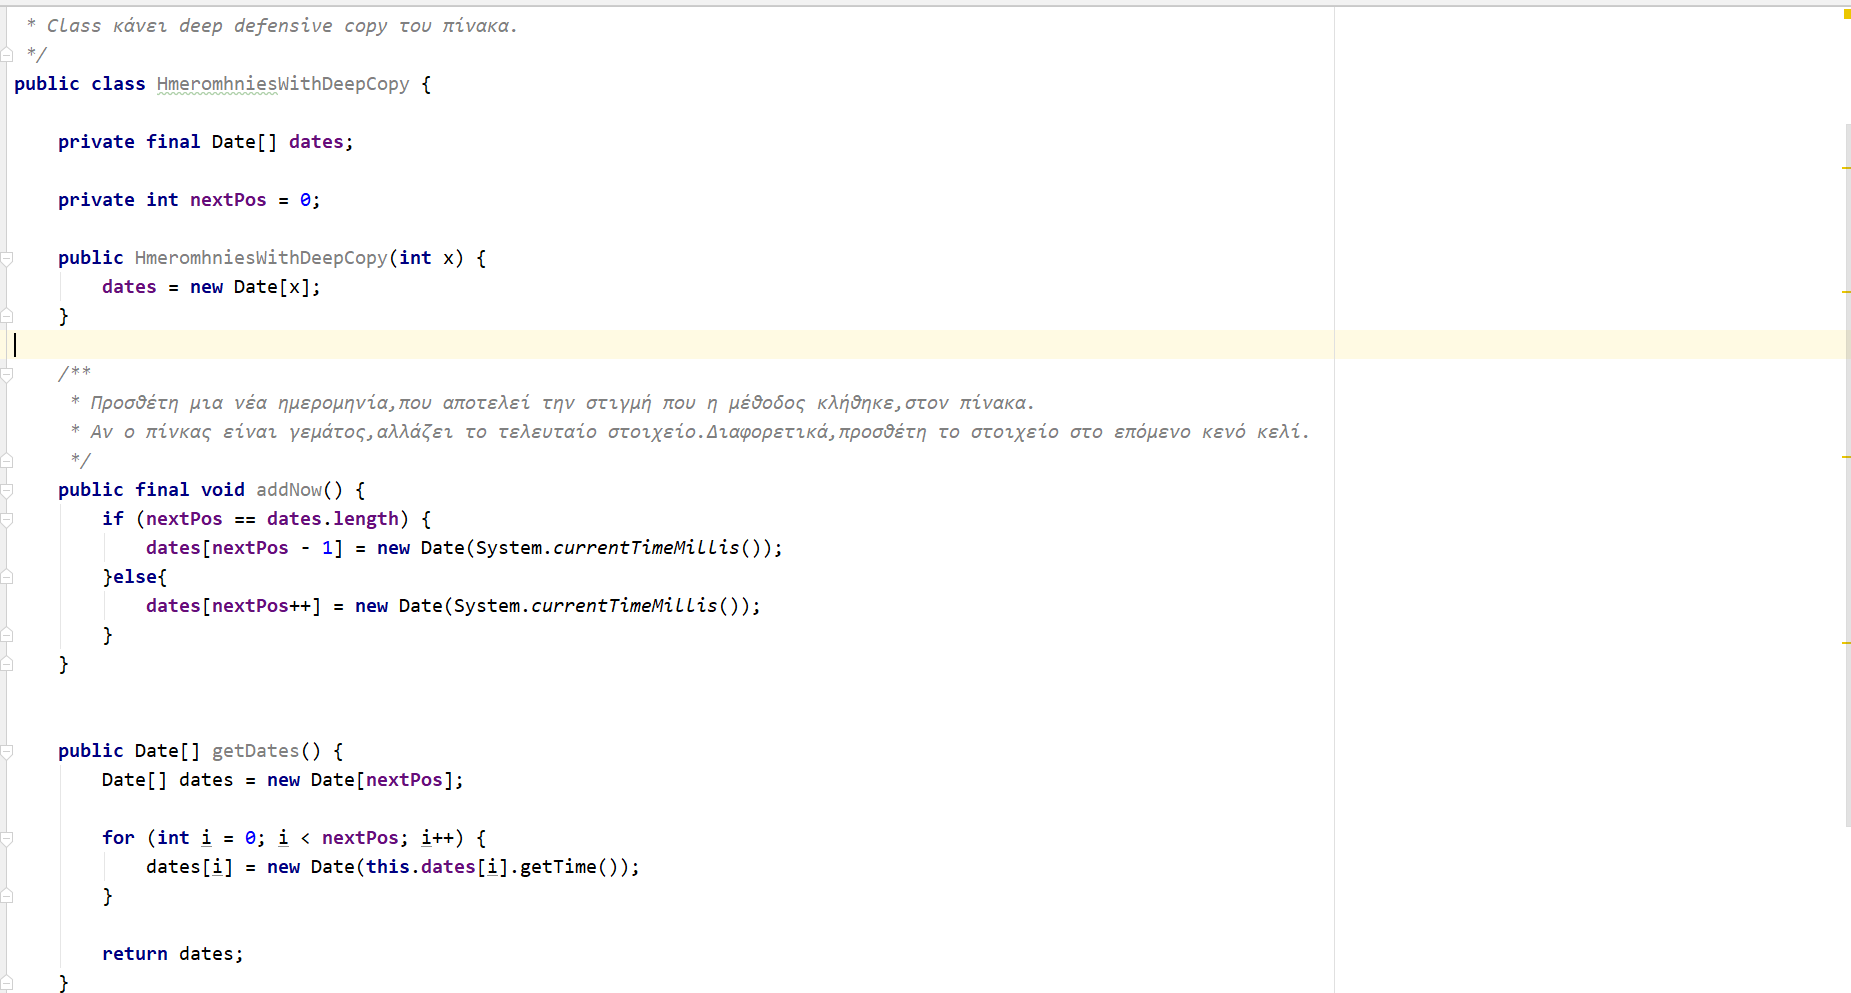 * Class κάνει deep defensive copy του πίνακα.
*/
public class HmeromhniesWithDeepCopy {
private final Date[] dates;
private int nextPos = 0;
public HmeromhniesWithDeepCopy(int x) {
dates = new Date[x];
}
/**
* Προσθέτη μια νέα ημερομηνία,που αποτελεί την στιγμή που η μέθοδος κλήθηκε,στον πίνακα.
* Αν ο πίνκας είναι γεμάτος,αλλάζει το τελευταίο στοιχείο.Διαφορετικά,προσθέτη το στοιχείο στο επόμενο κενό κελί.
*/
public final void addNow() {
if (nextPos == dates.length) {
dates[nextPos - 1] = new Date(System.currentTimeMillis());
}else{
dates[nextPos++] = new Date(System.currentTimeMillis());
}
}
public Date[] getDates() {
Date[] dates = new Date[nextPos];
for (int i = 0; i < nextPos; i++) {
dates[i] = new Date(this.dates[i].getTime());
}
return dates;
}